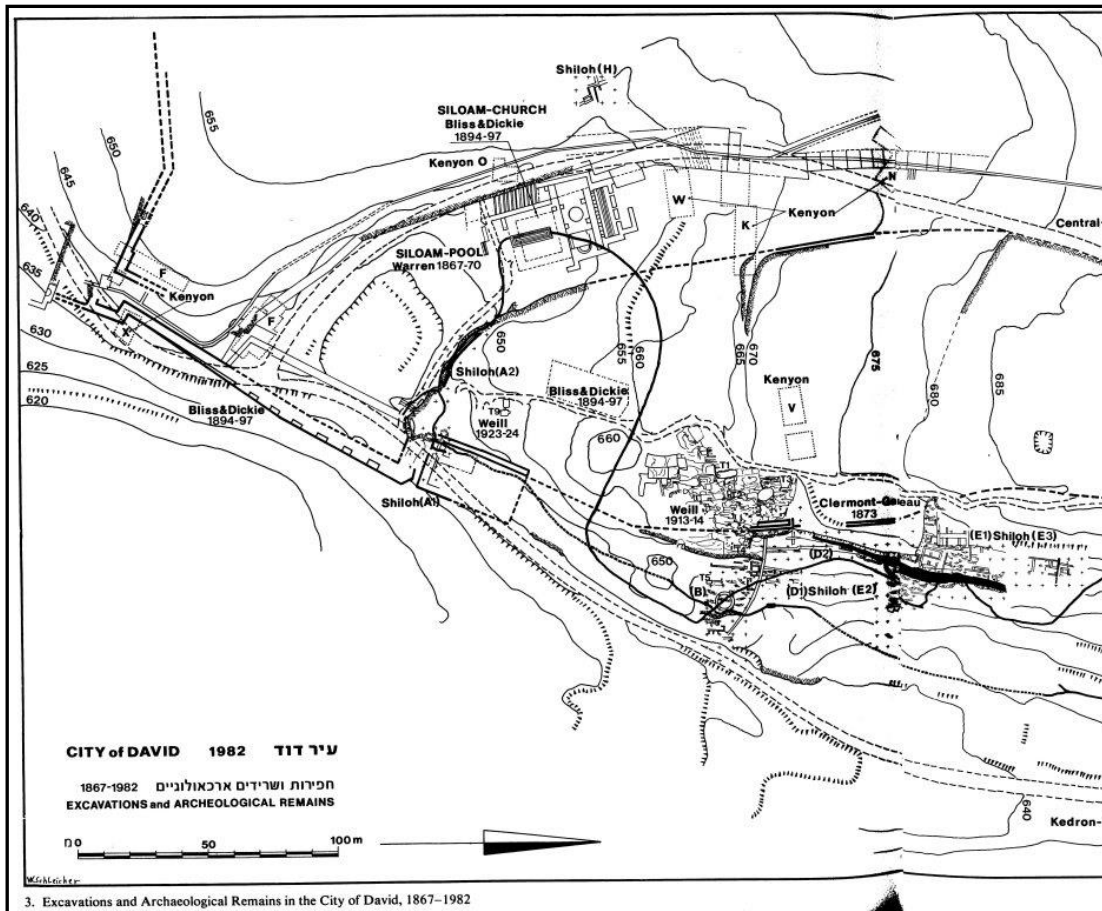 Shiloh (H)
SILOAM-CHURCH
Bliss & Dickie
1894-97
Kenyon O
655
650
645
640
635
630
625
620
F
Kenyon
X
F
SILOAM-POOL
Warren 1867-70
W
Kenyon
K
N
Central-
650
655
660
665
670
675
680
685
Shiloh (A2)
Bliss & Dickie
1894-97
T9
Weill
1923-24
Bliss & Dickie
1894-97
660
Kenyon
V
Shiloh (A1)
Weill
1913-14
T1
T3
Clermont-Ganneau
1873
(E1) Shiloh (E3)
(D2)
650
T5
(B)
(D1) Shiloh (E2)
640
Kedron-
CITY of DAVID 1982 עיר דוד
חפירות ושרידים ארכאולוגיים 1867-1982
EXCAVATIONS and ARCHEOLOGICAL REMAINS
מ 0 50 100 m
W. Schleicher
3. Excavations and Archaeological Remains in the City of David, 1867–1982